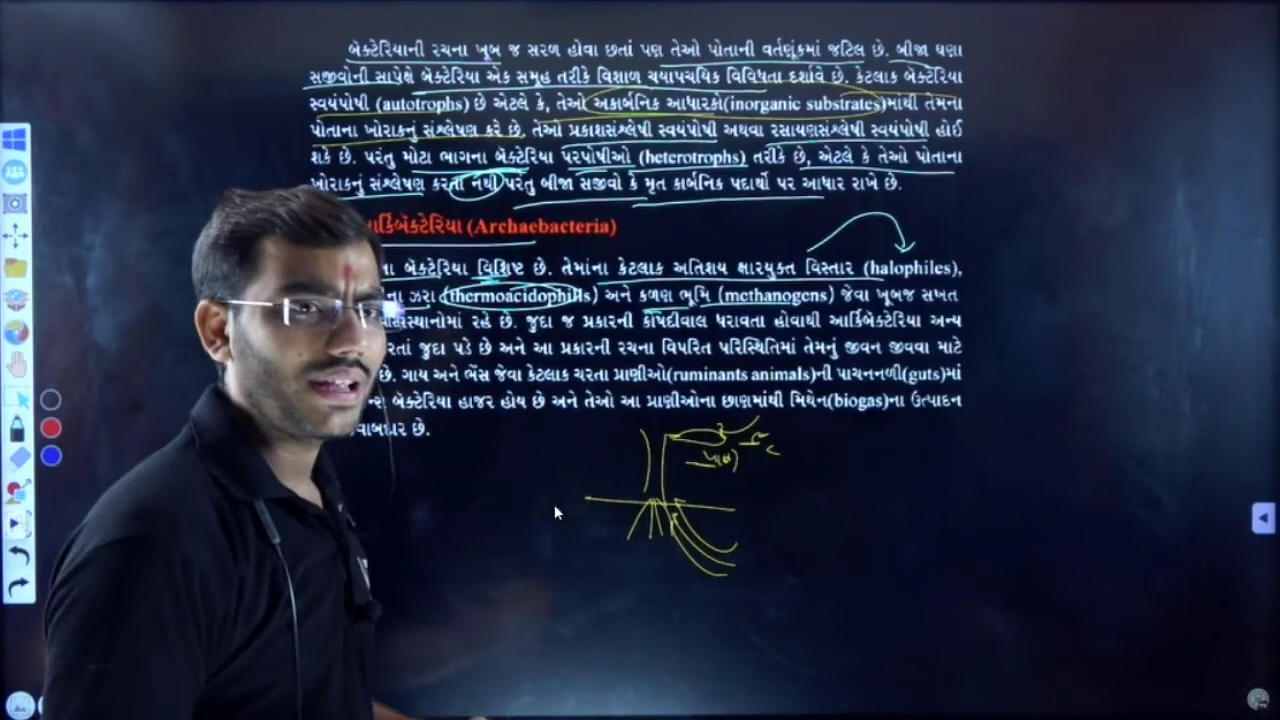 બૅક્ટેરિયાની રચના ખૂબ જ સરળ હોવા છતાં પણ તેઓ પોતાની વર્તણૂંકમાં જટિલ છે. બીજા ઘણા
સજીવોની સાપેક્ષે બૅક્ટેરિયા એક સમૂહ તરીકે વિશાળ ચયાપચયિક વિવિધતા દર્શાવે છે. કેટલાક બૅક્ટેરિયા
સ્વયંપોષી (autotrophs) છે એટલે કે, તેઓ અકાર્બનિક આધારકો(inorganic substrates)માંથી તેમના
પોતાના ખોરાકનું સંશ્લેષણ કરે છે. તેઓ પ્રકાશસંશ્લેષી સ્વયંપોષી અથવા રસાયણસંશ્લેષી સ્વયંપોષી હોઈ
શકે છે. પરંતુ મોટા ભાગના બૅક્ટેરિયા પરપોષીઓ (heterotrophs) તરીકે છે, એટલે કે તેઓ પોતાના
ખોરાકનું સંશ્લેષણ કરતા નથી પરંતુ બીજા સજીવો કે મૃત કાર્બનિક પદાર્થો પર આધાર રાખે છે.
(Archaebacteria)
બૅક્ટેરિયા વિશિષ્ટ છે. તેમાંના કેટલાક અતિશય ક્ષારયુક્ત વિસ્તાર (halophiles),
ઝરા (thermoacidophiles) અને કળણ ભૂમિ (methanogens) જેવા ખૂબજ સખત
રહે છે. જુદા જ પ્રકારની કોષદીવાલ ધરાવતા હોવાથી આર્કિબૅક્ટેરિયા અન્ય
જુદા પડે છે અને આ પ્રકારની રચના વિપરિત પરિસ્થિતિમાં તેમનું જીવન જીવવા માટે
છે. ગાય અને ભેંસ જેવા કેટલાક ચરતા પ્રાણીઓ(ruminants animals)ની પાચનનળી(guts)માં
બૅક્ટેરિયા હાજર હોય છે અને તેઓ આ પ્રાણીઓના છાણમાંથી મિથેન(biogas)ના ઉત્પાદન
છે.